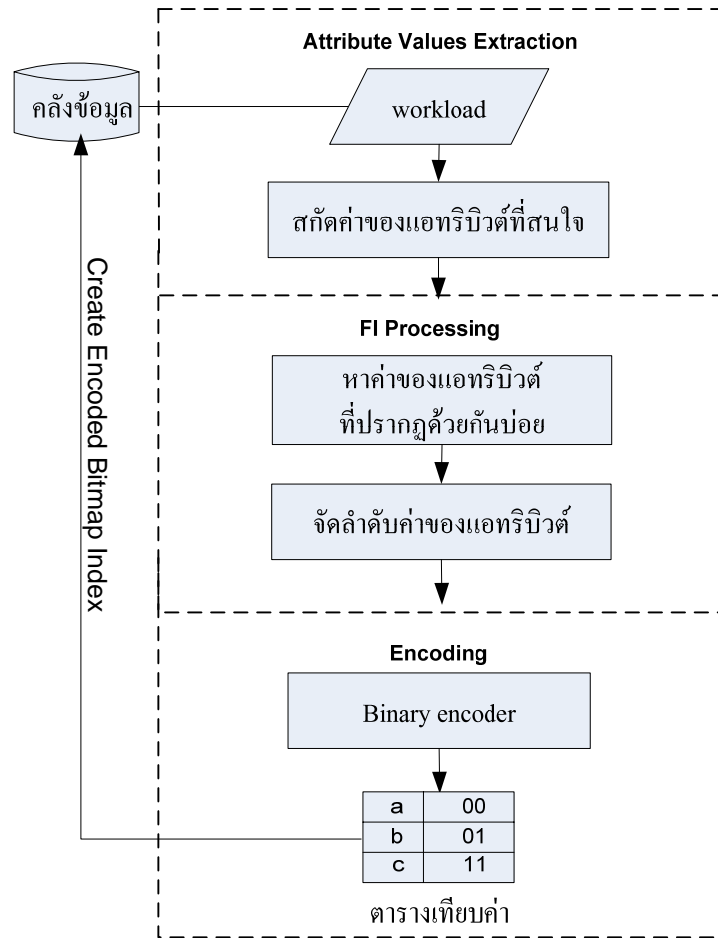 Attribute Values Extraction
คลังข้อมูล
workload
สกัดค่าของแอทริบิวต์ที่สนใจ
Create Encoded Bitmap Index
FI Processing
หาค่าของแอทริบิวต์
ที่ปรากฏด้วยกันบ่อย
จัดลำดับค่าของแอทริบิวต์
Encoding
Binary encoder
a 00
b 01
c 11
ตารางเทียบค่า